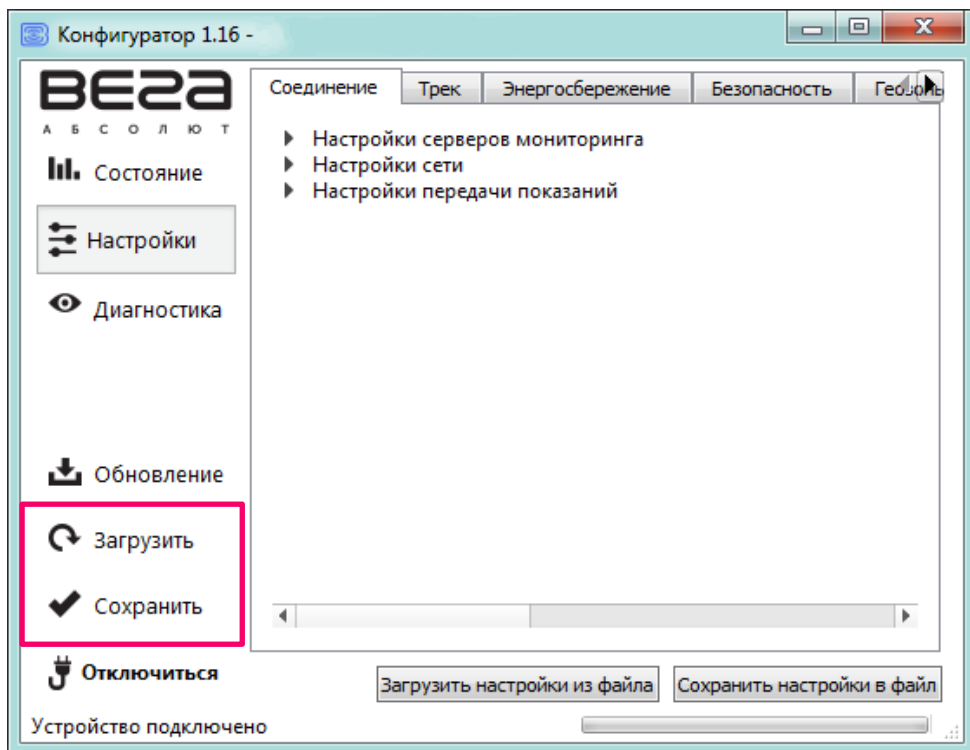 Конфигуратор 1.16 -
ВЕГА
АБСОЛЮТ
Состояние
Настройки
Диагностика
Обновление
Загрузить
Сохранить
Отключиться
Устройство подключено
Соединение Трек Энергосбережение Безопасность
Настройки серверов мониторинга
Настройки сети
Настройки передачи показаний
Загрузить настройки из файла Сохранить настройки в файл